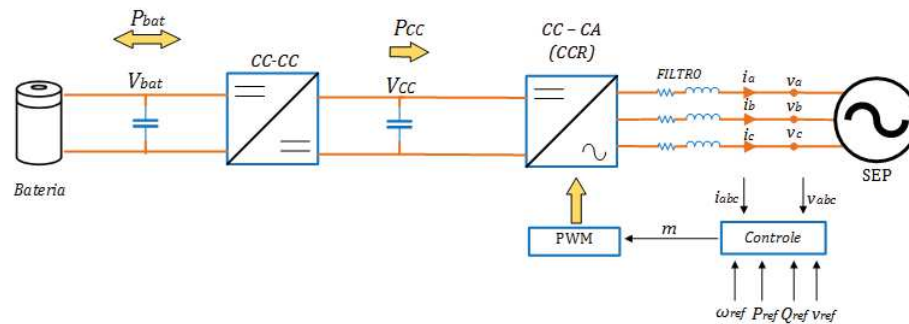 Pbat
PCC
CC – CA
(CCR)
CC-CC
Vbat
VCC
FILTRO
ia
va
ib
vb
ic
vc
Bateria
SEP
iabc
vabc
PWM
m
Controle
ωref
Pref
Qref
vref